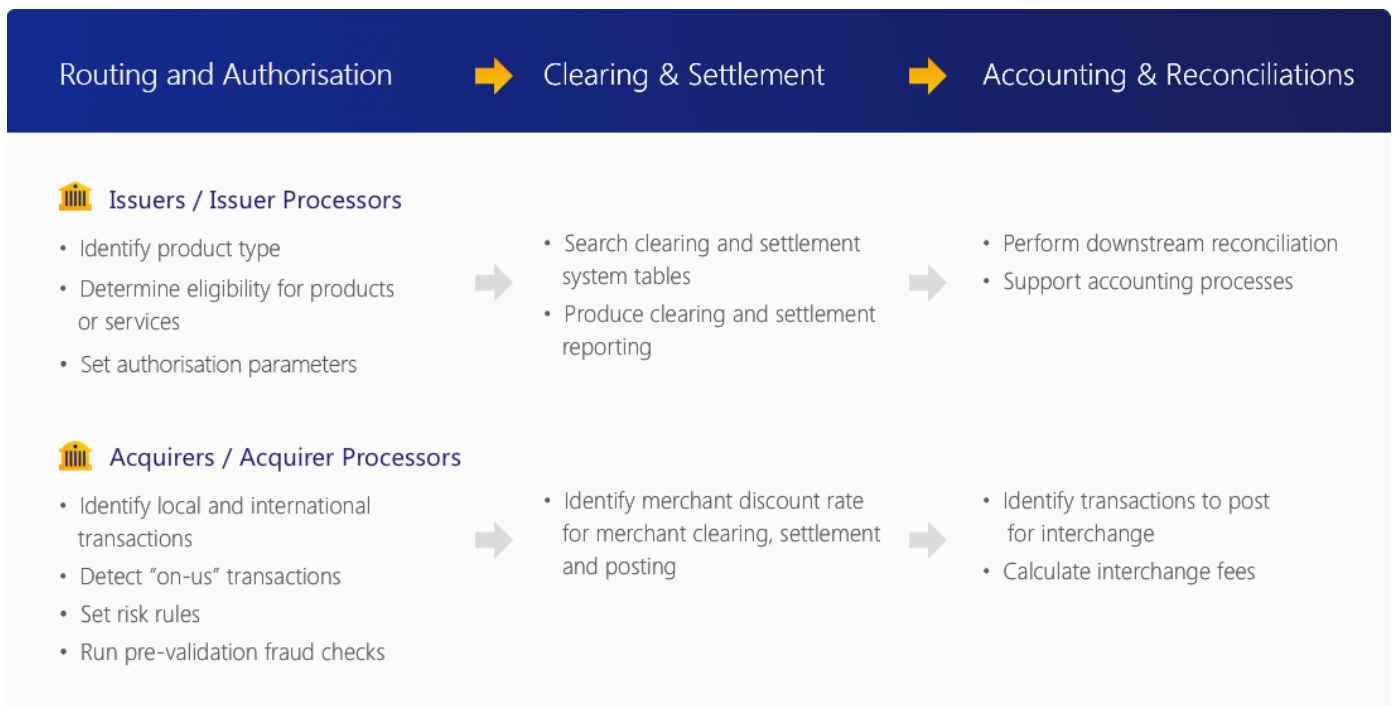 Routing and Authorisation
Clearing & Settlement
Accounting & Reconciliations
Issuers / Issuer Processors
• Identify product type
• Determine eligibility for products
or services
• Set authorisation parameters
• Search clearing and settlement
system tables
• Produce clearing and settlement
reporting
• Perform downstream reconciliation
• Support accounting processes
Acquirers / Acquirer Processors
• Identify local and international
transactions
• Detect “on-us” transactions
• Set risk rules
• Run pre-validation fraud checks
• Identify merchant discount rate
for merchant clearing, settlement
and posting
• Identify transactions to post
for interchange
• Calculate interchange fees